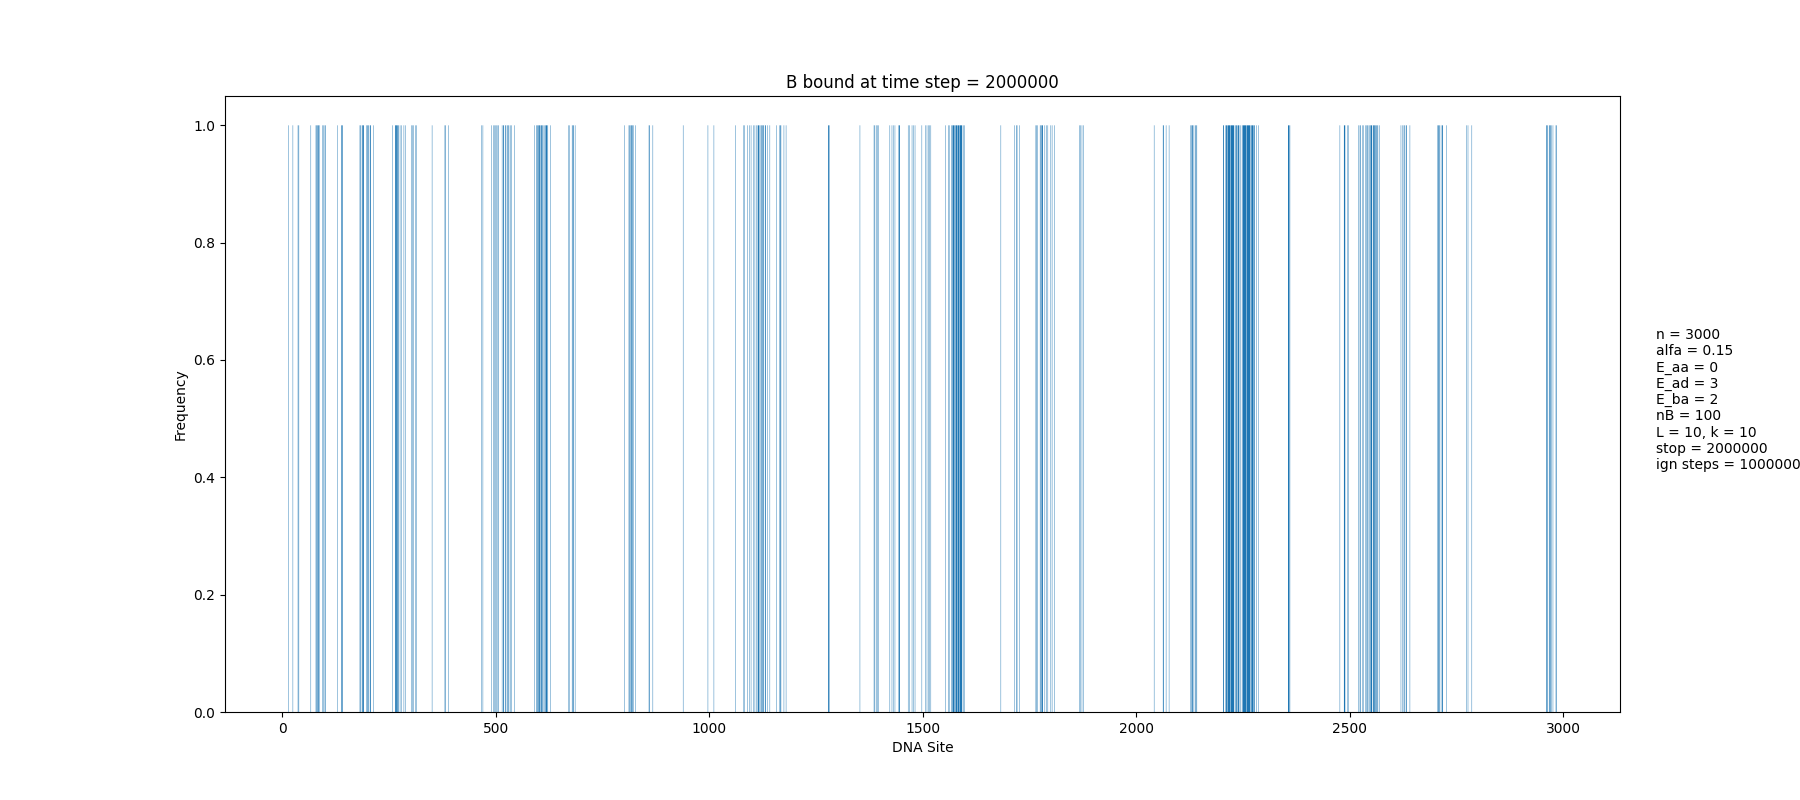 B bound at time step = 2000000
1.0
0.8
0.6
0.4
0.2
0.0
Frequency
0 500 1000 1500 2000 2500 3000
DNA Site
n = 3000
alfa = 0.15
E_aa = 0
E_ad = 3
E_ba = 2
nB = 100
L = 10, k = 10
stop = 2000000
ign steps = 1000000